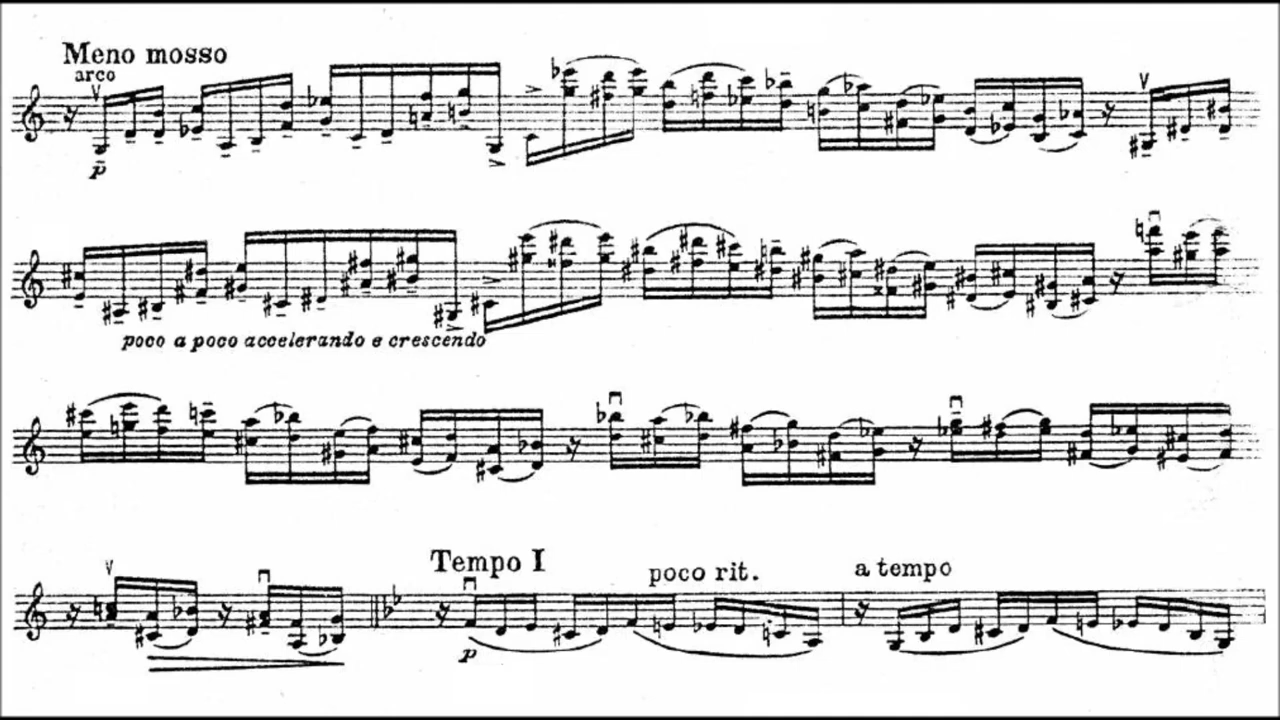 Meno mosso
arco
p
poco a poco accelerando e crescendo
Tempo I
poco rit.
a tempo
p